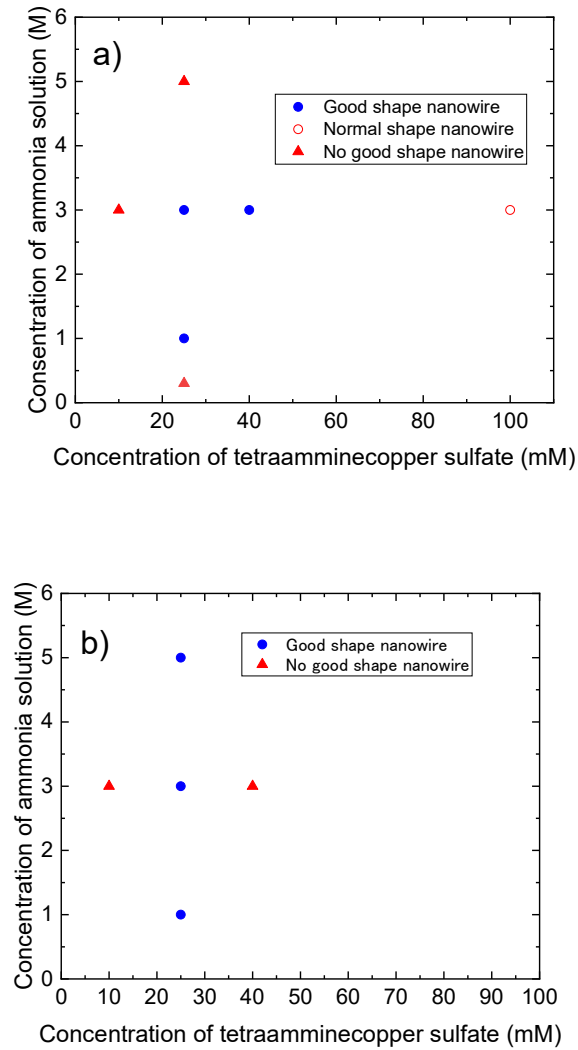 a)
Good shape nanowire
Normal shape nanowire
No good shape nanowire
Consentration of ammonia solution (M)
6
5
4
3
2
1
0
0 20 40 60 80 100
Concentration of tetraamminecopper sulfate (mM)
b)
Good shape nanowire
No good shape nanowire
Concentration of ammonia solution (M)
6
5
4
3
2
1
0
0 10 20 30 40 50 60 70 80 90 100
Concentration of tetraamminecopper sulfate (mM)